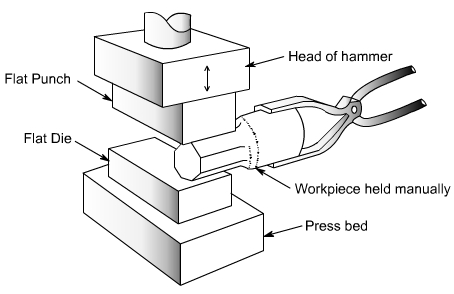 Head of hammer
Flat Punch
Flat Die
Workpiece held manually
Press bed